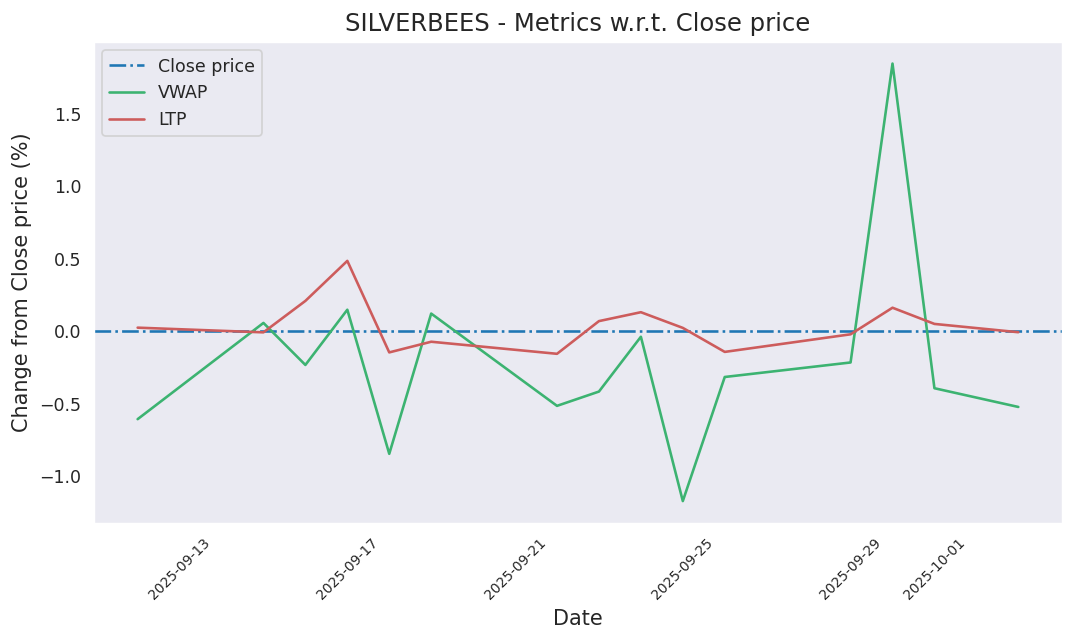 SILVERBEES - Metrics w.r.t. Close price
Close price
VWAP
LTP
Change from Close price (%)
1.5
1.0
0.5
0.0
−0.5
−1.0
2025-09-13
2025-09-17
2025-09-21
2025-09-25
2025-09-29
2025-10-01
Date